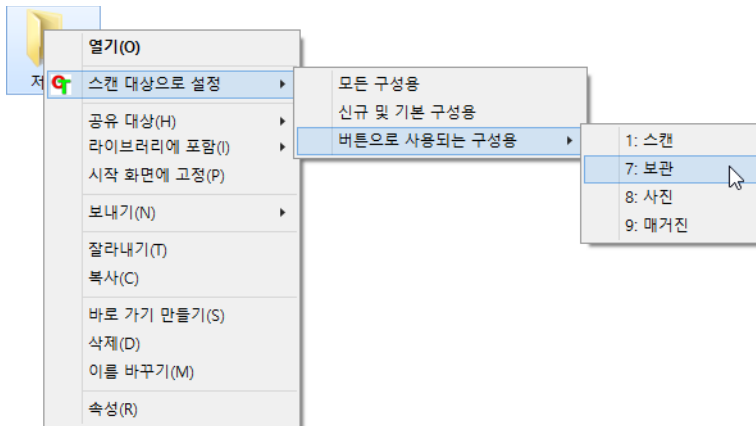 저
열기(O)
스캔 대상으로 설정
공유 대상(H)
라이브러리에 포함(I)
시작 화면에 고정(P)
보내기(N)
잘라내기(T)
복사(C)
바로 가기 만들기(S)
삭제(D)
이름 바꾸기(M)
속성(R)
모든 구성용
신규 및 기본 구성용
버튼으로 사용되는 구성용
1: 스캔
7: 보관
8: 사진
9: 매거진